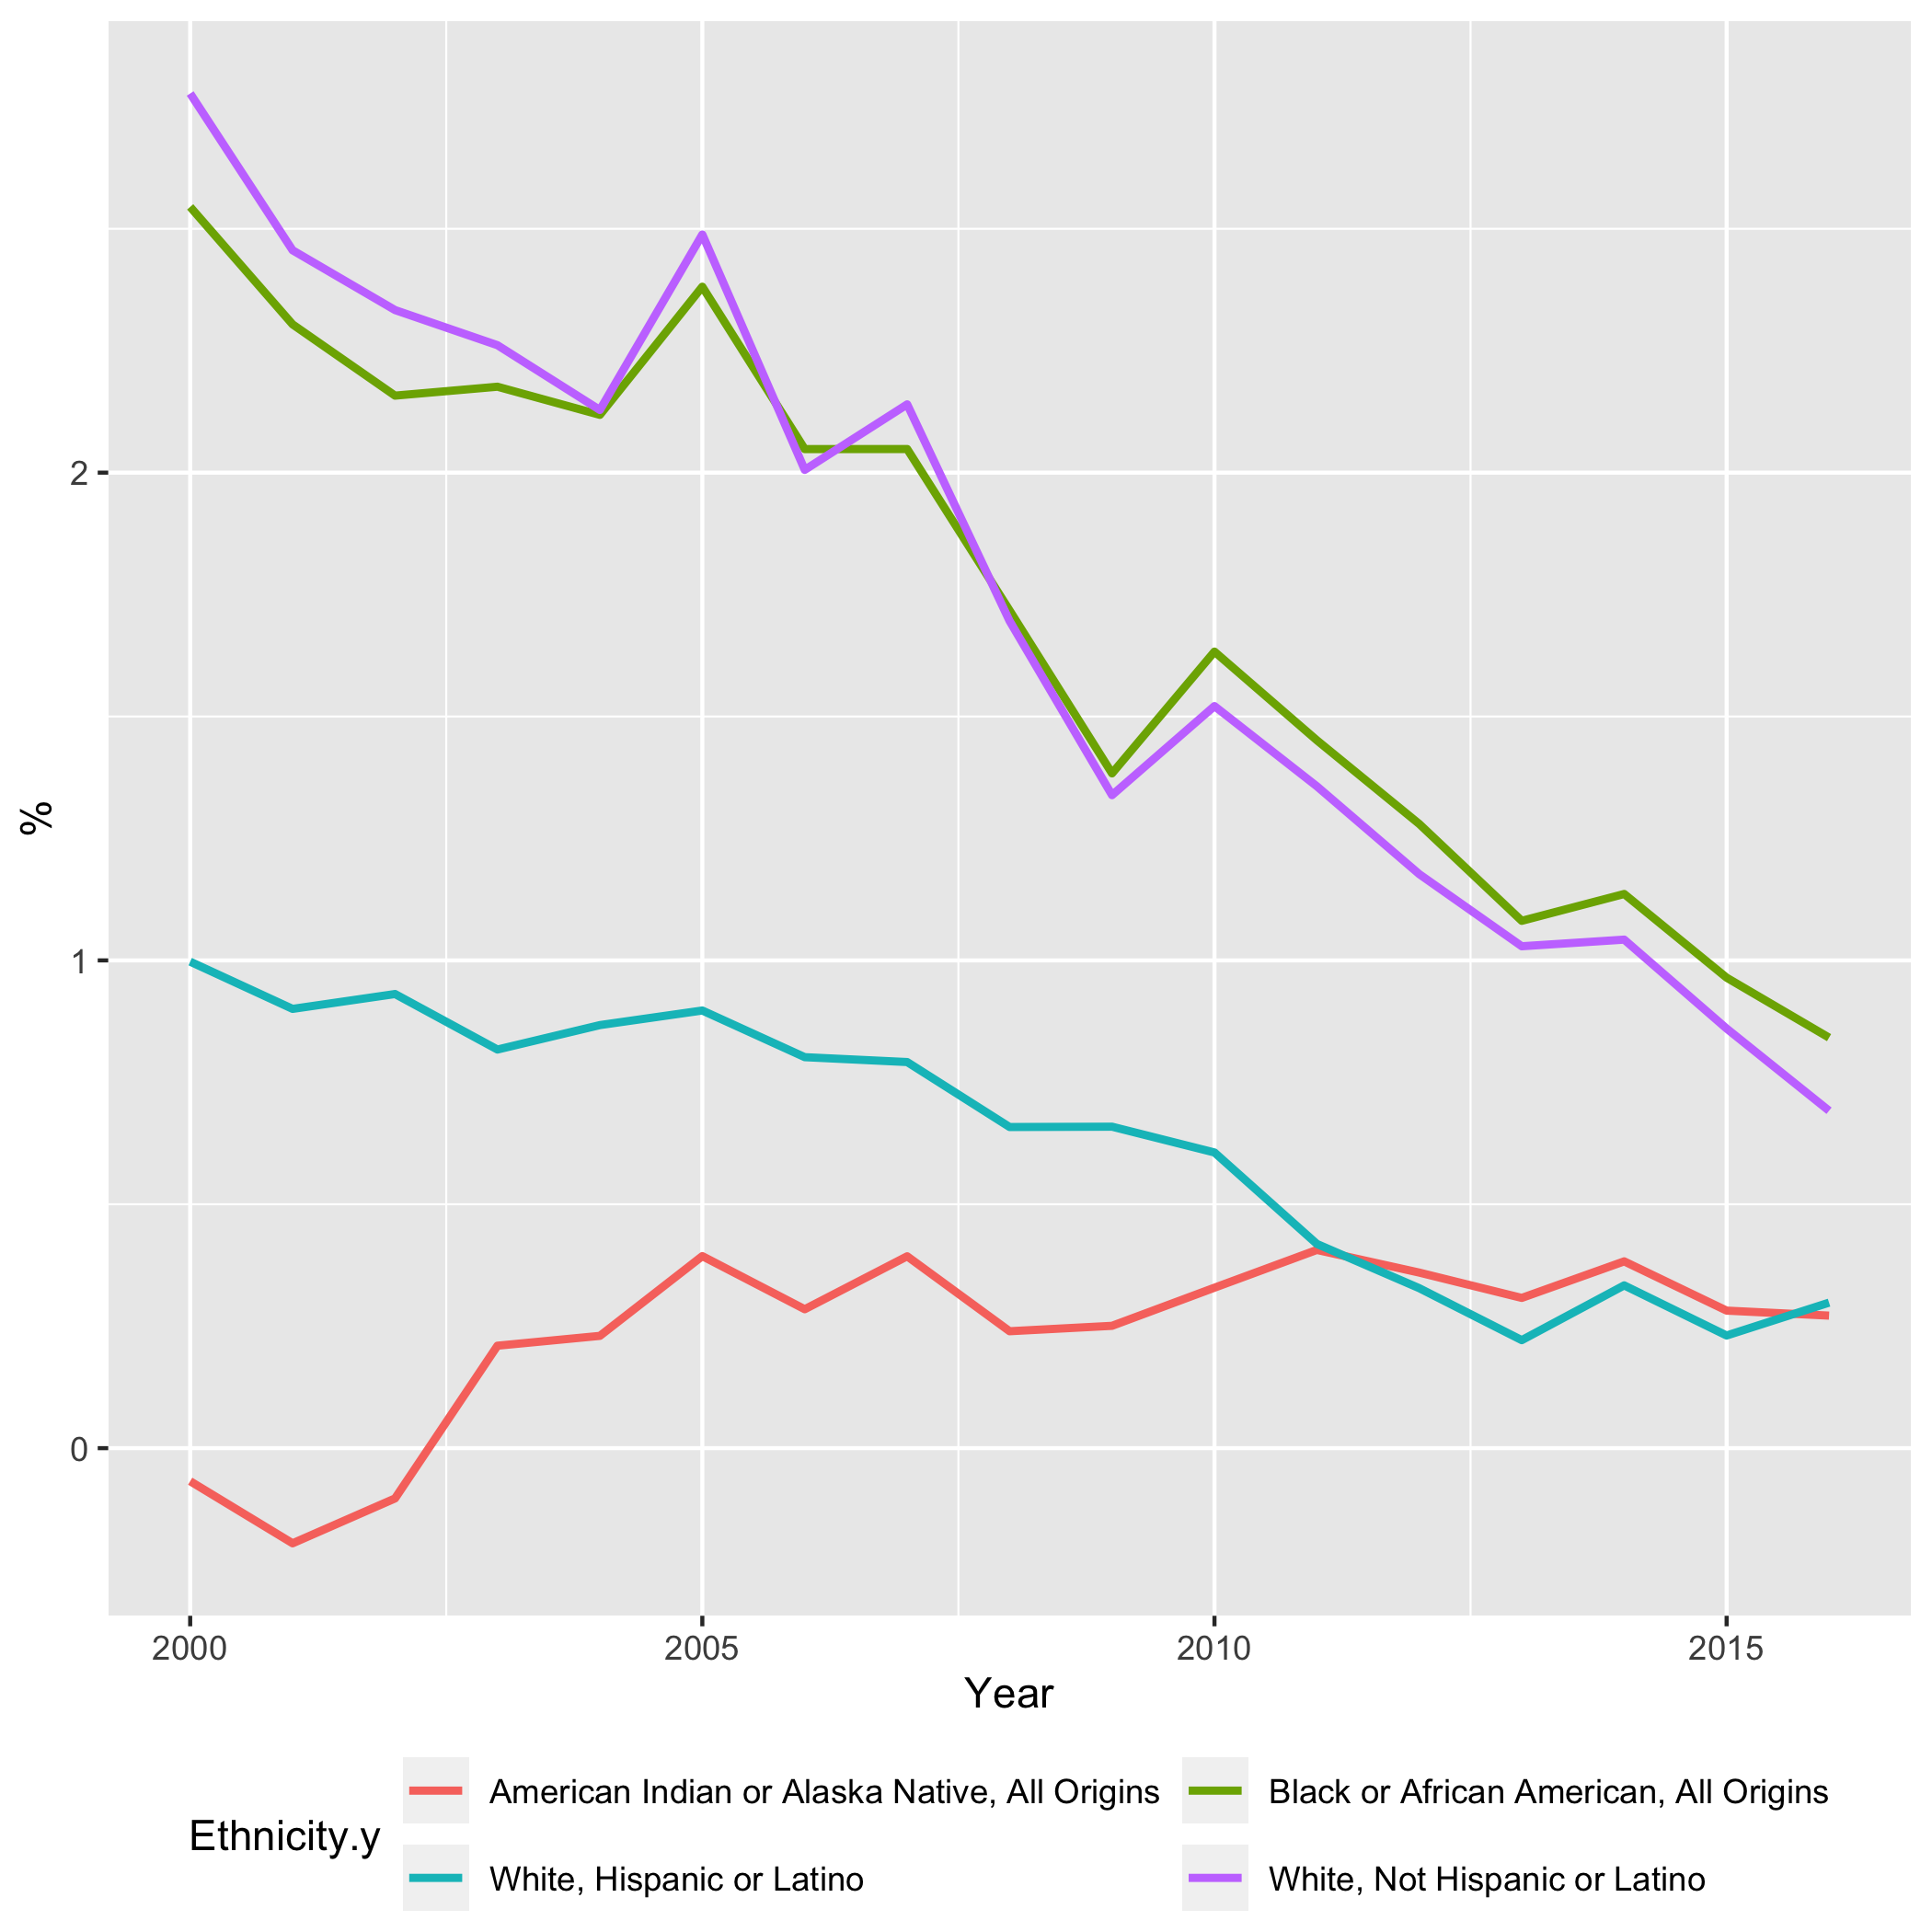 2
1
0
%
2000 2005 2010 2015
Year
Ethnicity.y
American Indian or Alaska Native, All Origins
Black or African American, All Origins
White, Hispanic or Latino
White, Not Hispanic or Latino